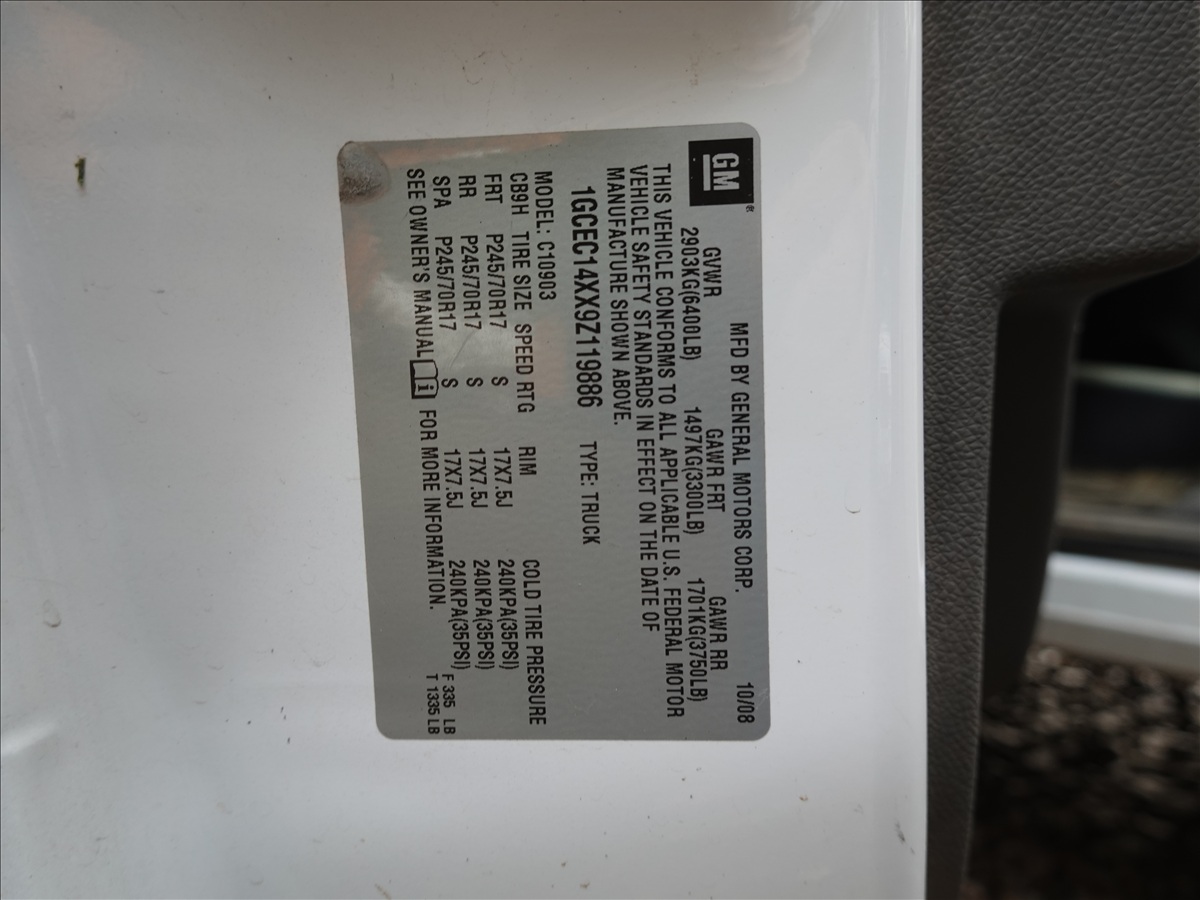 GM®
MFD BY GENERAL MOTORS CORP. 10/08
GVWR GAWR FRT GAWR RR
2903KG(6400LB) 1497KG(3300LB) 1701KG(3750LB)
THIS VEHICLE CONFORMS TO ALL APPLICABLE U.S. FEDERAL MOTOR
VEHICLE SAFETY STANDARDS IN EFFECT ON THE DATE OF
MANUFACTURE SHOWN ABOVE.
1GCEC14XX9Z119886 TYPE: TRUCK
MODEL: C10903
CB9H TIRE SIZE SPEED RTG RIM COLD TIRE PRESSURE
FRT P245/70R17 S 17X7.5J 240KPA(35PSI)
RR P245/70R17 S 17X7.5J 240KPA(35PSI)
SPA P245/70R17 S 17X7.5J 240KPA(35PSI) F 335 LB
SEE OWNER'S MANUAL i FOR MORE INFORMATION. T 1335 LB